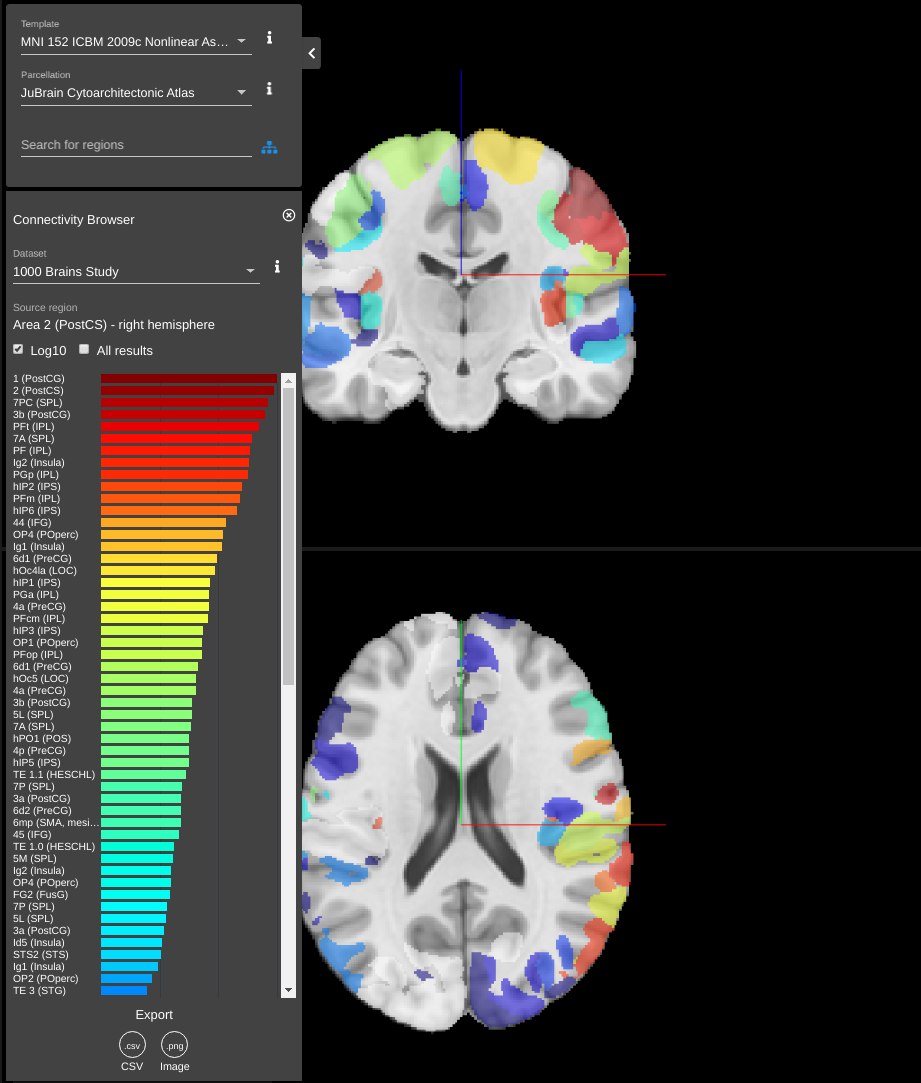 Template
MNI 152 ICBM 2009c Nonlinear As...
Parcellation
JuBrain Cytoarchitectonic Atlas
Search for regions
Connectivity Browser
Dataset
1000 Brains Study
Source region
Area 2 (PostCS) - right hemisphere
Log10 All results
1 (PostCG)
2 (PostCS)
7PC (SPL)
3b (PostCG)
PFt (IPL)
7A (SPL)
PF (IPL)
Ig2 (Insula)
PGp (IPL)
hIP2 (IPS)
PFm (IPL)
hIP6 (IPS)
44 (IFG)
OP4 (POperc)
Ig1 (Insula)
6d1 (PreCG)
hOc4la (LOC)
hIP1 (IPS)
PGa (IPL)
4a (PreCG)
PFcm (IPL)
hIP3 (IPS)
OP1 (POperc)
PFop (IPL)
6d1 (PreCG)
hOc5 (LOC)
4a (PreCG)
3b (PostCG)
5L (SPL)
7A (SPL)
hPO1 (POS)
4p (PreCG)
hIP5 (IPS)
TE 1.1 (HESCHL)
7P (SPL)
3a (PostCG)
6d2 (PreCG)
6mp (SMA, mesi...
45 (IFG)
TE 1.0 (HESCHL)
5M (SPL)
Ig2 (Insula)
OP4 (POperc)
FG2 (FusG)
7P (SPL)
5L (SPL)
3a (PostCG)
Id5 (Insula)
STS2 (STS)
Ig1 (Insula)
OP2 (POperc)
TE 3 (STG)
Export
.csv .png
CSV Image